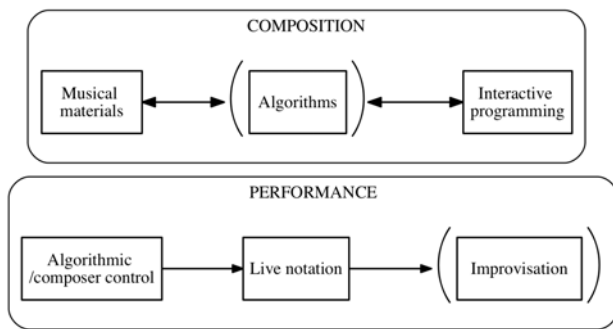 COMPOSITION
Musical
materials
Algorithms
Interactive
programming
PERFORMANCE
Algorithmic
/composer control
Live notation
Improvisation